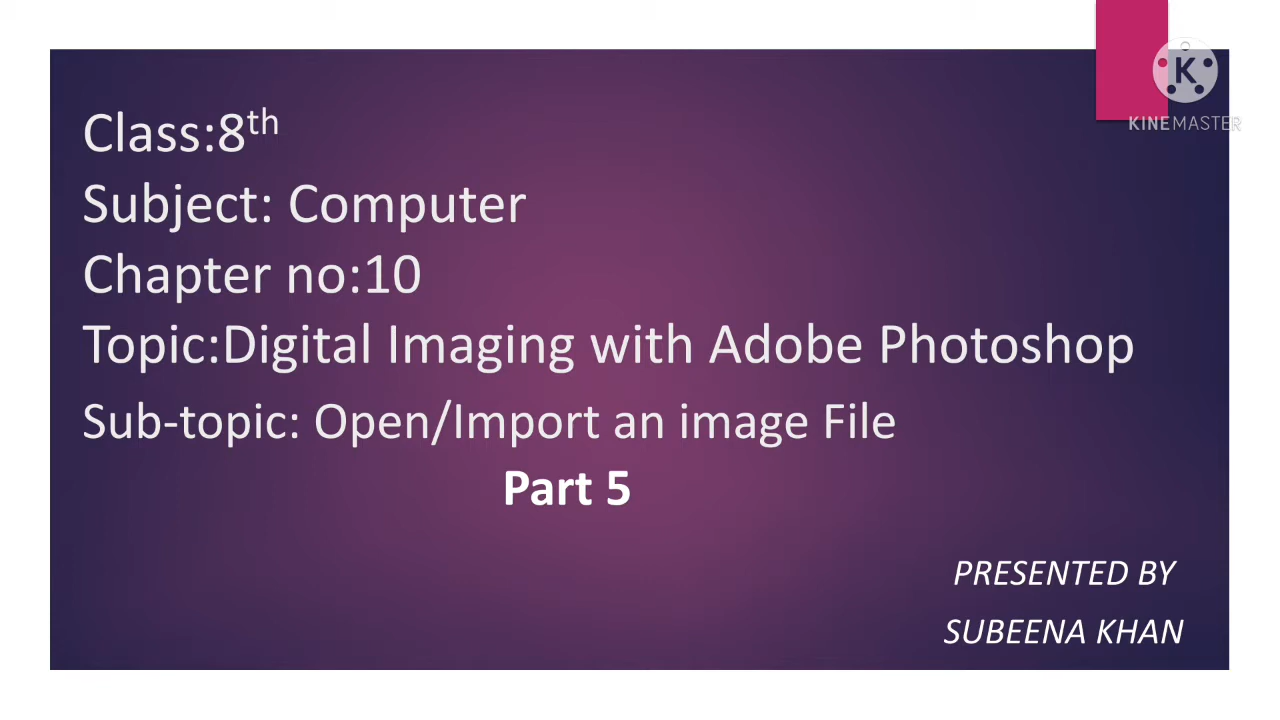 K
KINEMASTER
Class:8th
Subject: Computer
Chapter no:10
Topic:Digital Imaging with Adobe Photoshop
Sub-topic: Open/Import an image File
Part 5
PRESENTED BY
SUBEENA KHAN